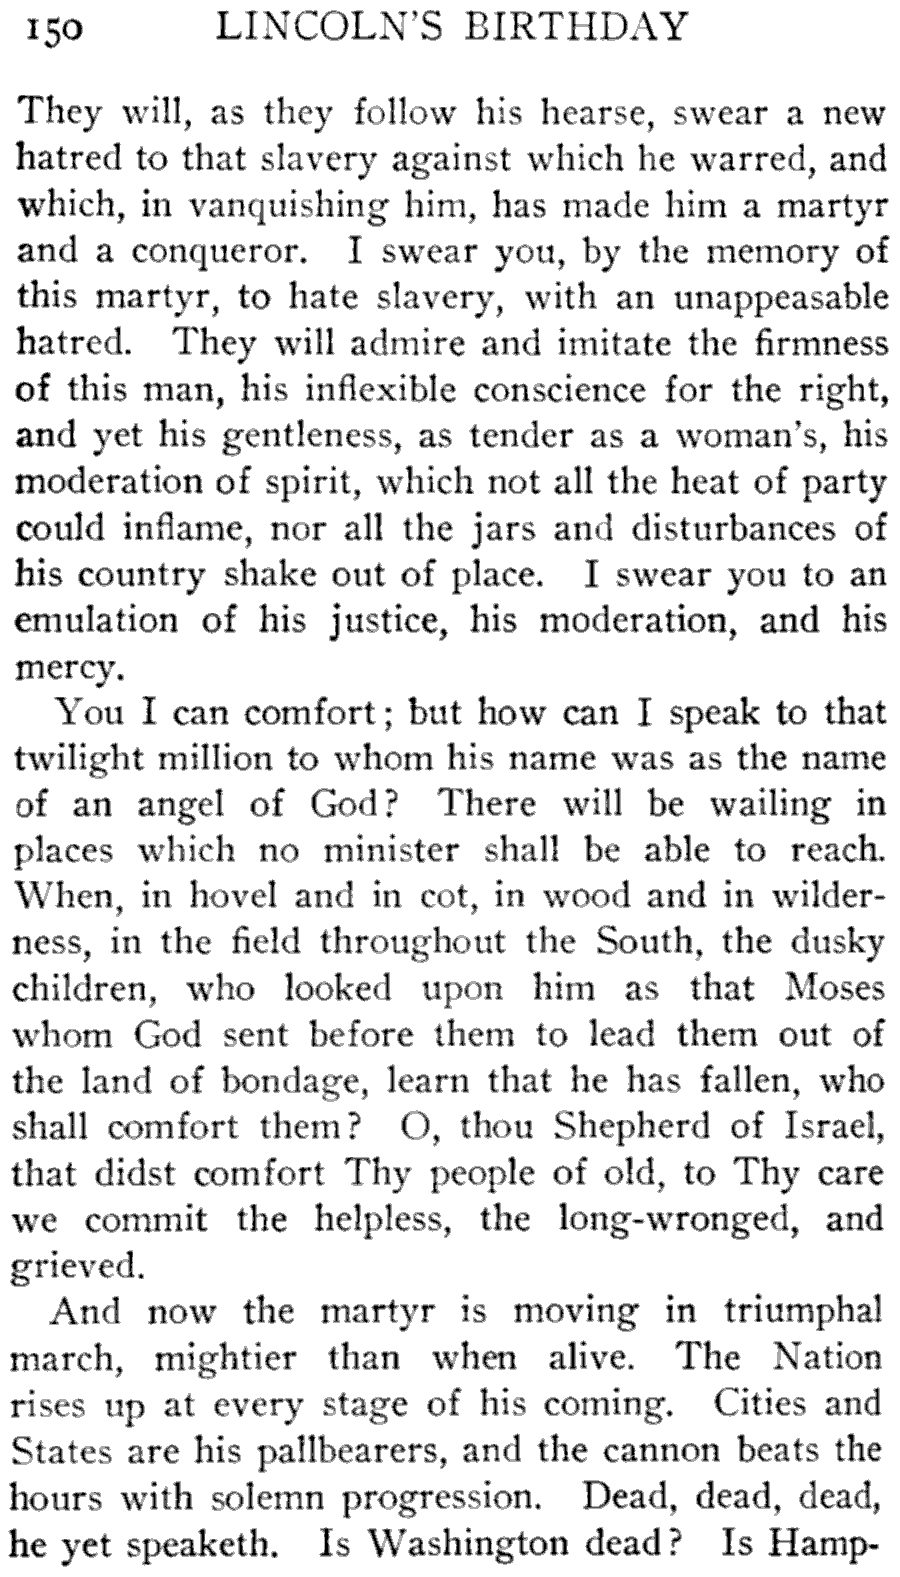 150 LINCOLN'S BIRTHDAY
They will, as they follow his hearse, swear a new
hatred to that slavery against which he warred, and
which, in vanquishing him, has made him a martyr
and a conqueror. I swear you, by the memory of
this martyr, to hate slavery, with an unappeasable
hatred. They will admire and imitate the firmness
of this man, his inflexible conscience for the right,
and yet his gentleness, as tender as a woman's, his
moderation of spirit, which not all the heat of party
could inflame, nor all the jars and disturbances of
his country shake out of place. I swear you to an
emulation of his justice, his moderation, and his
mercy.
You I can comfort; but how can I speak to that
twilight million to whom his name was as the name
of an angel of God? There will be wailing in
places which no minister shall be able to reach.
When, in hovel and in cot, in wood and in wilder-
ness, in the field throughout the South, the dusky
children, who looked upon him as that Moses
whom God sent before them to lead them out of
the land of bondage, learn that he has fallen, who
shall comfort them? O, thou Shepherd of Israel,
that didst comfort Thy people of old, to Thy care
we commit the helpless, the long-wronged, and
grieved.
And now the martyr is moving in triumphal
march, mightier than when alive. The Nation
rises up at every stage of his coming. Cities and
States are his pallbearers, and the cannon beats the
hours with solemn progression. Dead, dead, dead,
he yet speaketh. Is Washington dead? Is Hamp-